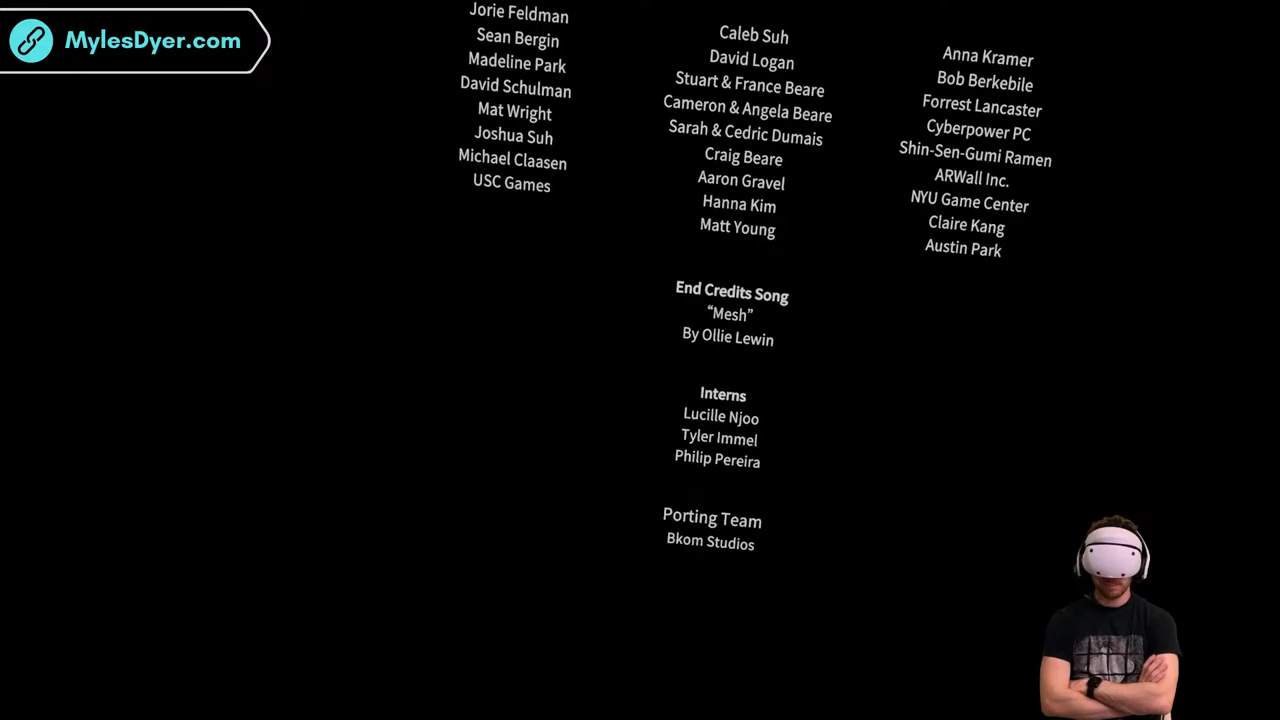 MylesDyer.com
Jorie Feldman
Sean Bergin
Madeline Park
David Schulman
Mat Wright
Joshua Suh
Michael Claasen
USC Games
Caleb Suh
David Logan
Stuart & France Beare
Cameron & Angela Beare
Sarah & Cedric Dumais
Craig Beare
Aaron Gravel
Hanna Kim
Matt Young
Anna Kramer
Bob Berkebile
Forrest Lancaster
Cyberpower PC
Shin-Sen-Gumi Ramen
ARWall Inc.
NYU Game Center
Claire Kang
Austin Park
End Credits Song
“Mesh”
By Ollie Lewin
Interns
Lucille Njoo
Tyler Immel
Philip Pereira
Porting Team
Bkom Studios